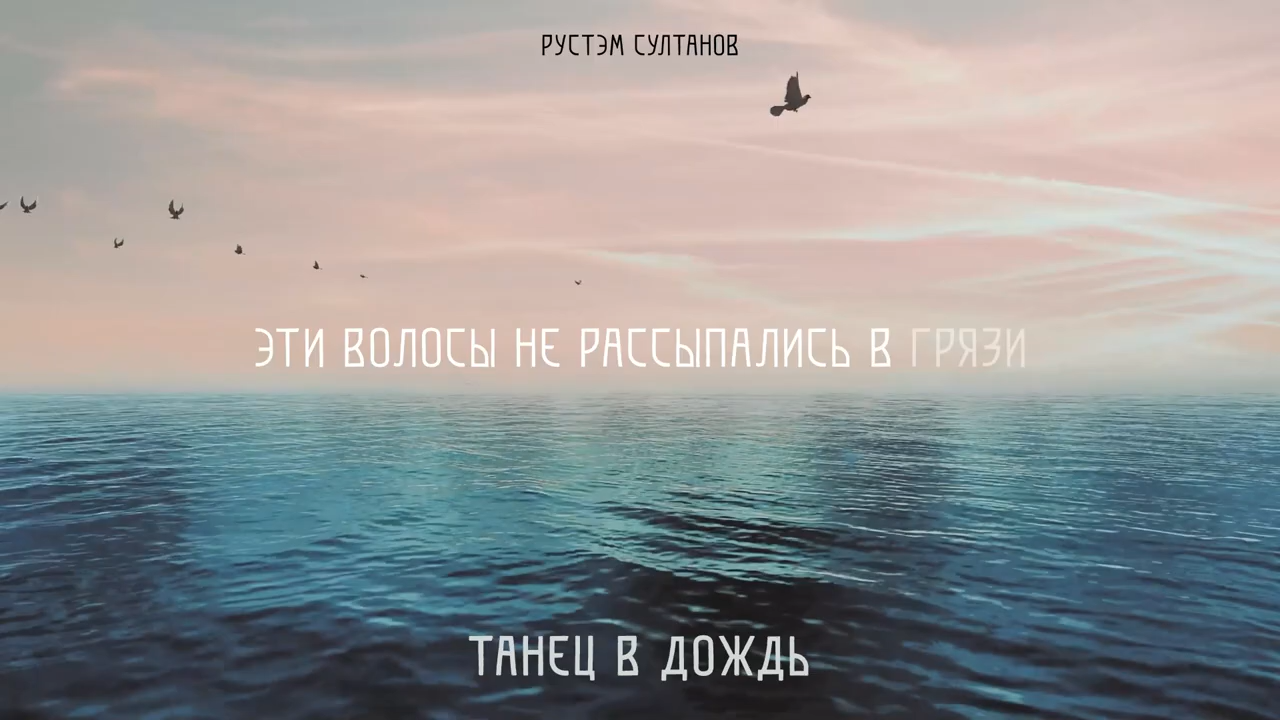 РУСТЭМ СУЛТАНОВ
ЭТИ ВОЛОСЫ НЕ РАССЫПАЛИСЬ В ГРЯЗИ
ТАНЕЦ В ДОЖДЬ